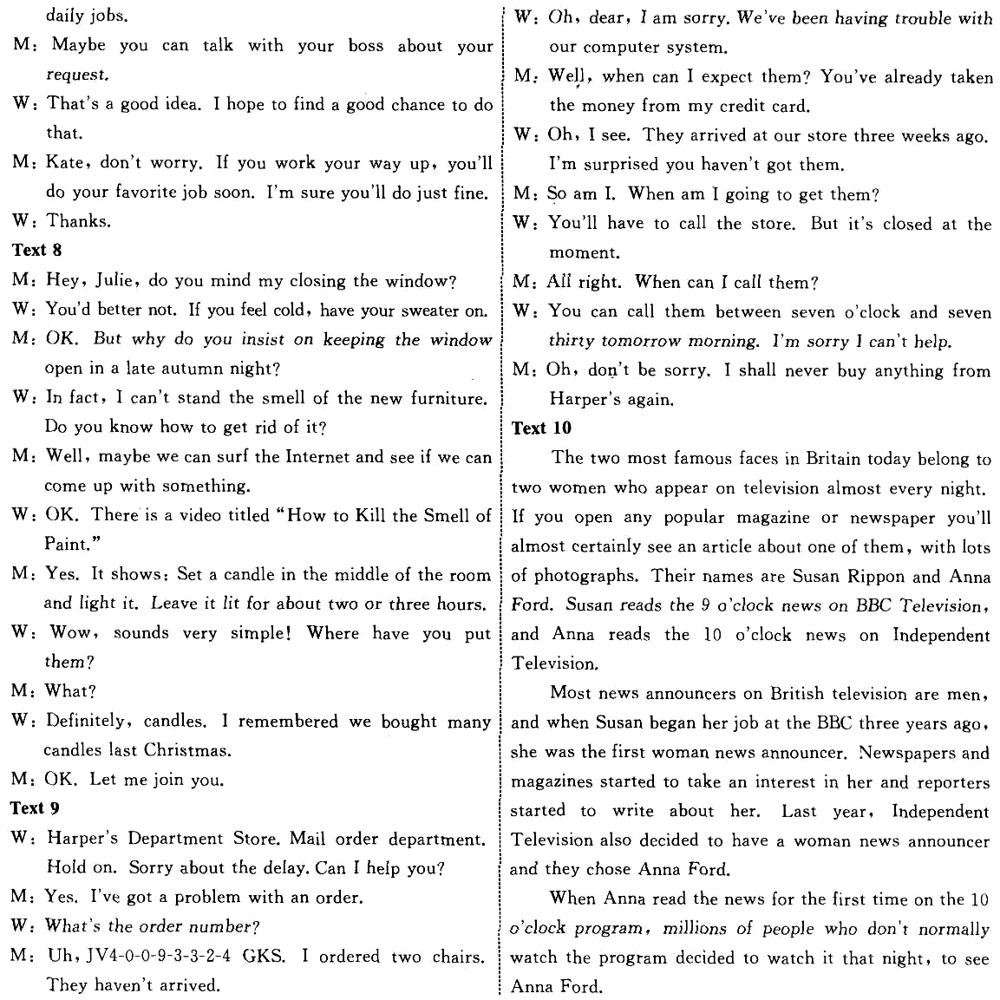 daily jobs.
M: Maybe you can talk with your boss about your
request.
W: That's a good idea. I hope to find a good chance to do
that.
M: Kate, don't worry. If you work your way up, you'll
do your favorite job soon. I'm sure you'll do just fine.
W: Thanks.
Text 8
M: Hey, Julie, do you mind my closing the window?
W: You'd better not. If you feel cold, have your sweater on.
M: OK. But why do you insist on keeping the window
open in a late autumn night?
W: In fact, I can't stand the smell of the new furniture.
Do you know how to get rid of it?
M: Well, maybe we can surf the Internet and see if we can
come up with something.
W: OK. There is a video titled "How to Kill the Smell of
Paint."
M: Yes. It shows: Set a candle in the middle of the room
and light it. Leave it lit for about two or three hours.
W: Wow, sounds very simple! Where have you put
them?
M: What?
W: Definitely, candles. I remembered we bought many
candles last Christmas.
M: OK. Let me join you.
Text 9
W: Harper's Department Store. Mail order department.
Hold on. Sorry about the delay. Can I help you?
M: Yes. I've got a problem with an order.
W: What's the order number?
M: Uh, JV4-0-0-9-3-3-2-4 GKS. I ordered two chairs.
They haven't arrived.
W: Oh, dear, I am sorry. We've been having trouble with
our computer system.
M: Well, when can I expect them? You've already taken
the money from my credit card.
W: Oh, I see. They arrived at our store three weeks ago.
I'm surprised you haven't got them.
M: So am I. When am I going to get them?
W: You'll have to call the store. But it's closed at the
moment.
M: All right. When can I call them?
W: You can call them between seven o'clock and seven
thirty tomorrow morning. I'm sorry I can't help.
M: Oh, don't be sorry. I shall never buy anything from
Harper's again.
Text 10
The two most famous faces in Britain today belong to
two women who appear on television almost every night.
If you open any popular magazine or newspaper you'll
almost certainly see an article about one of them, with lots
of photographs. Their names are Susan Rippon and Anna
Ford. Susan reads the 9 o'clock news on BBC Television,
and Anna reads the 10 o'clock news on Independent
Television.
Most news announcers on British television are men,
and when Susan began her job at the BBC three years ago,
she was the first woman news announcer. Newspapers and
magazines started to take an interest in her and reporters
started to write about her. Last year, Independent
Television also decided to have a woman news announcer
and they chose Anna Ford.
When Anna read the news for the first time on the 10
o'clock program, millions of people who don't normally
watch the program decided to watch it that night, to see
Anna Ford.